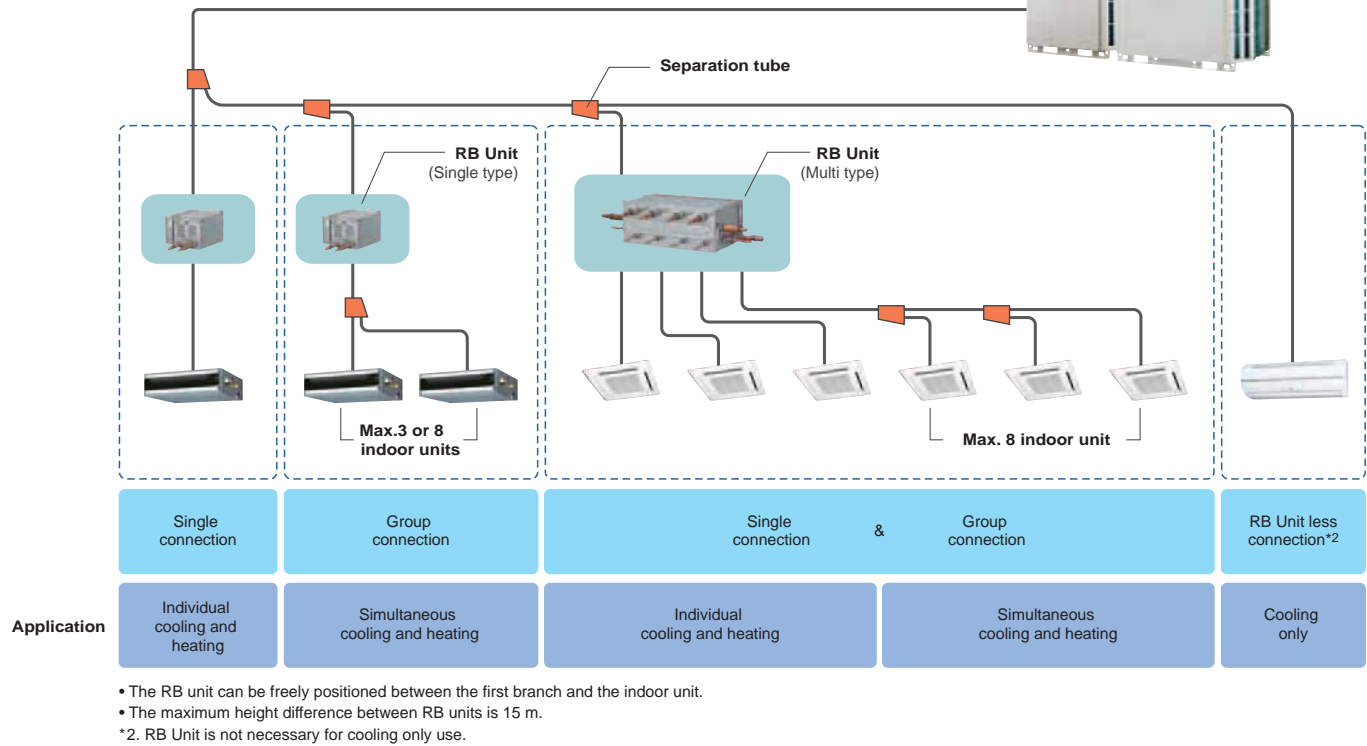 Separation tube
RB Unit
(Single type)
RB Unit
(Multi type)
Max.3 or 8
indoor units
Max. 8 indoor unit
Single
connection
Group
connection
Single
connection
&
Group
connection
RB Unit less
connection*2
Application
Individual
cooling and
heating
Simultaneous
cooling and heating
Individual
cooling and heating
Simultaneous
cooling and heating
Cooling
only
• The RB unit can be freely positioned between the first branch and the indoor unit.
• The maximum height difference between RB units is 15 m.
*2. RB Unit is not necessary for cooling only use.